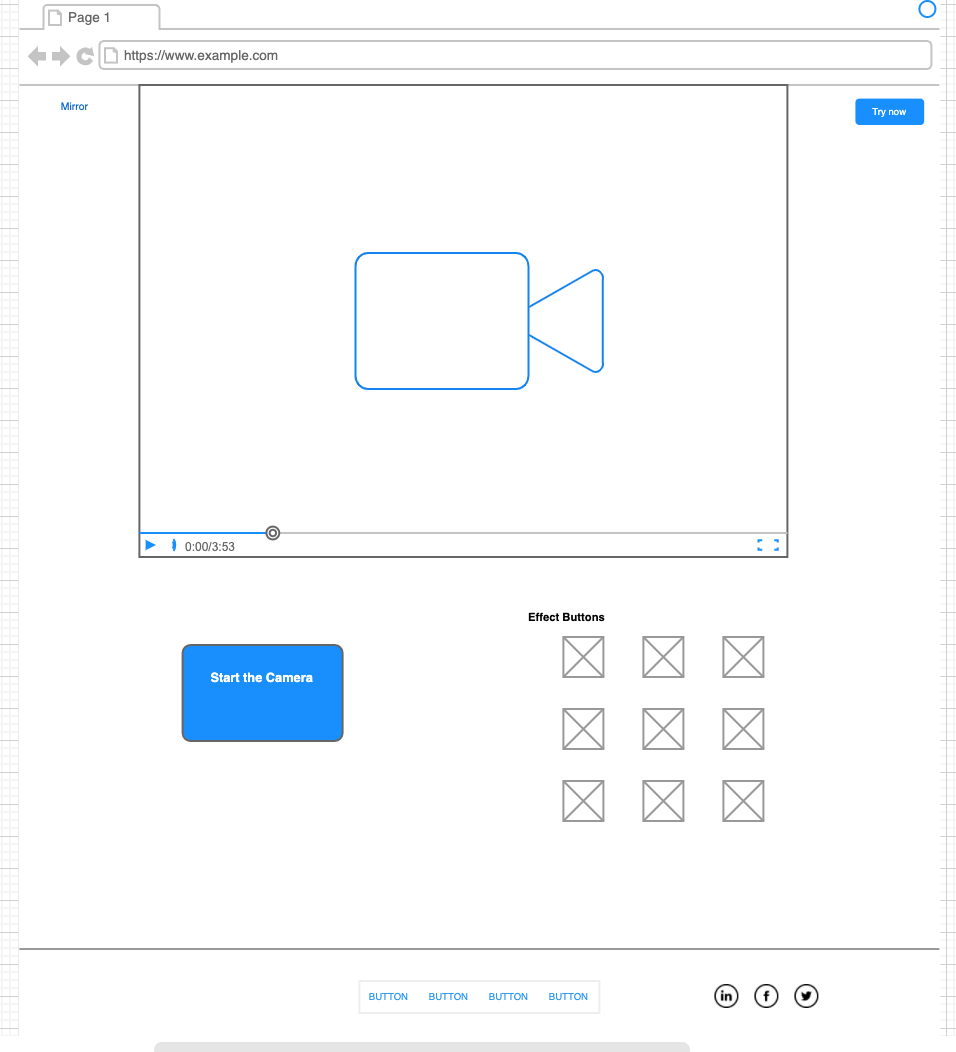 Page 1
https://www.example.com
Mirror
Try now
0:00/3:53
Effect Buttons
Start the Camera
BUTTON BUTTON BUTTON BUTTON
in f